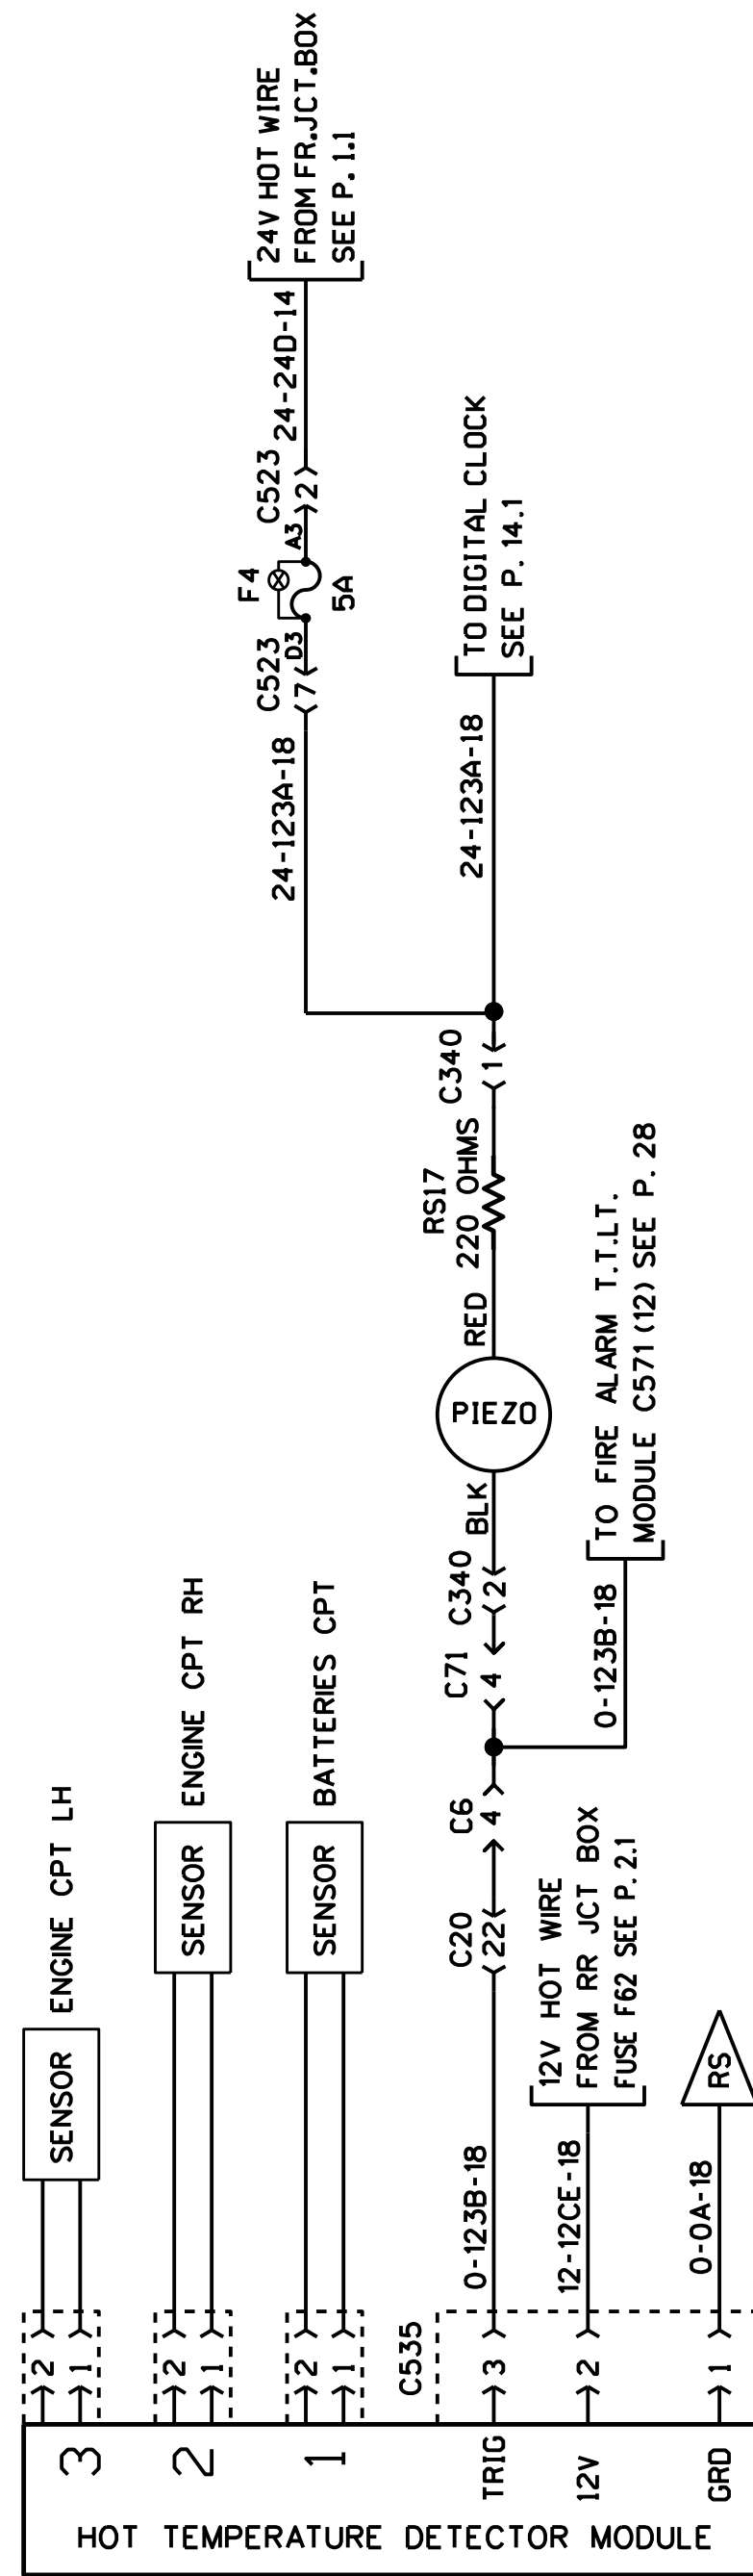 24V HOT WIRE
FROM FR.JCT.BOX
SEE P. 1.1
24-24D-14
C523
2
A3
F4
5A
D3
C523
7
24-123A-18
TO DIGITAL CLOCK
SEE P. 14.1
24-123A-18
C340
1
RS17
220 OHMS
RED
PIEZO
BLK
C340
2
C71
4
TO FIRE ALARM T.T.LT.
MODULE C571(12) SEE P. 28
0-123B-18
C6
4
C20
22
0-123B-18
12V HOT WIRE
FROM RR JCT BOX
FUSE F62 SEE P. 2.1
12-12CE-18
RS
0-0A-18
ENGINE CPT LH
SENSOR
2
1
3
ENGINE CPT RH
SENSOR
2
1
2
BATTERIES CPT
SENSOR
2
1
1
C535
3
TRIG
2
12V
1
GRD
HOT TEMPERATURE DETECTOR MODULE